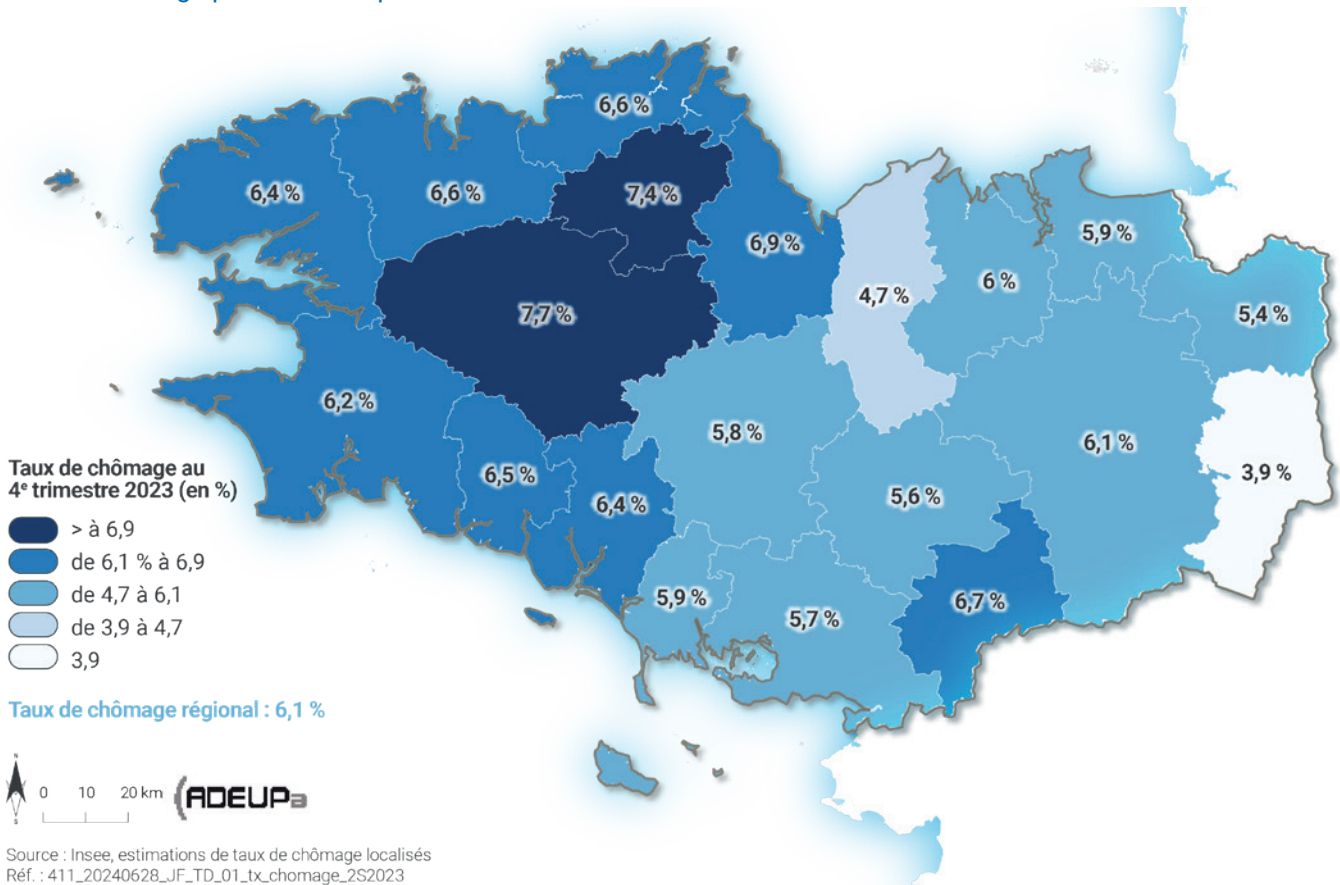 6,6 %
6,4 %
6,6 %
7,4 %
6,9 %
5,9 %
4,7 %
6 %
5,4 %
7,7 %
6,2 %
5,8 %
6,1 %
3,9 %
6,5 %
6,4 %
5,6 %
5,9 %
5,7 %
6,7 %
Taux de chômage au
4e trimestre 2023 (en %)
> à 6,9
de 6,1 % à 6,9
de 4,7 à 6,1
de 3,9 à 4,7
3,9
Taux de chômage régional : 6,1 %
N
S
0 10 20 km
ADEUPa
Source : Insee, estimations de taux de chômage localisés
Réf. : 411_20240628_JF_TD_01_tx_chomage_2S2023